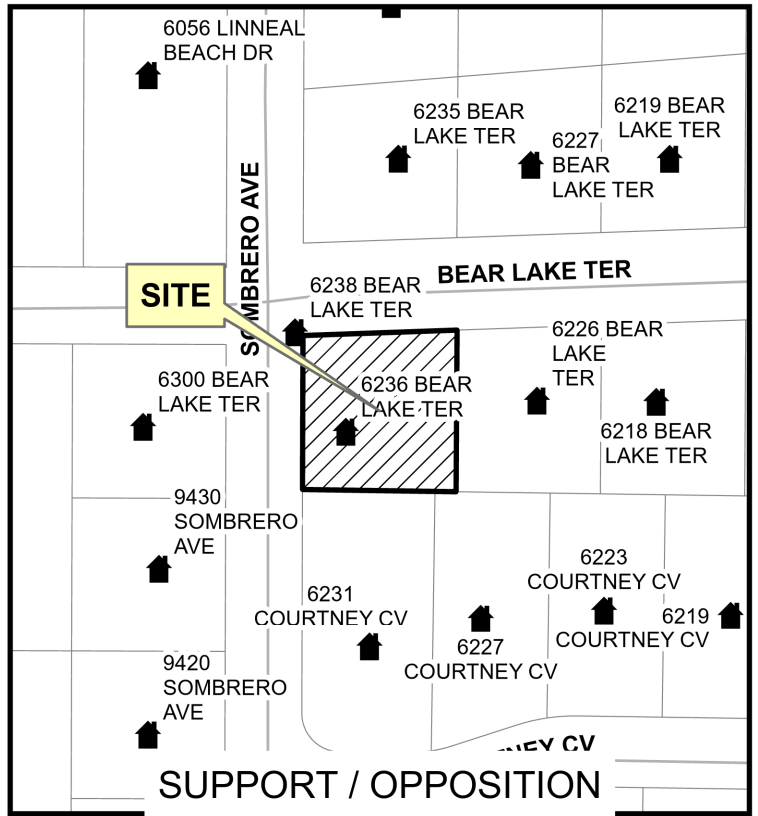 6056 LINNEAL
BEACH DR
6235 BEAR
LAKE TER
6227
BEAR
LAKE TER
6219 BEAR
LAKE TER
SOMBRERO AVE
BEAR LAKE TER
SITE
6238 BEAR
LAKE TER
6300 BEAR
LAKE TER
6236 BEAR
LAKE TER
6226 BEAR
LAKE
TER
6218 BEAR
LAKE TER
9430
SOMBRERO
AVE
6231
COURTNEY CV
6227
COURTNEY CV
6223
COURTNEY CV
6219
COURTNEY CV
9420
SOMBRERO
AVE
NEY CV
SUPPORT / OPPOSITION